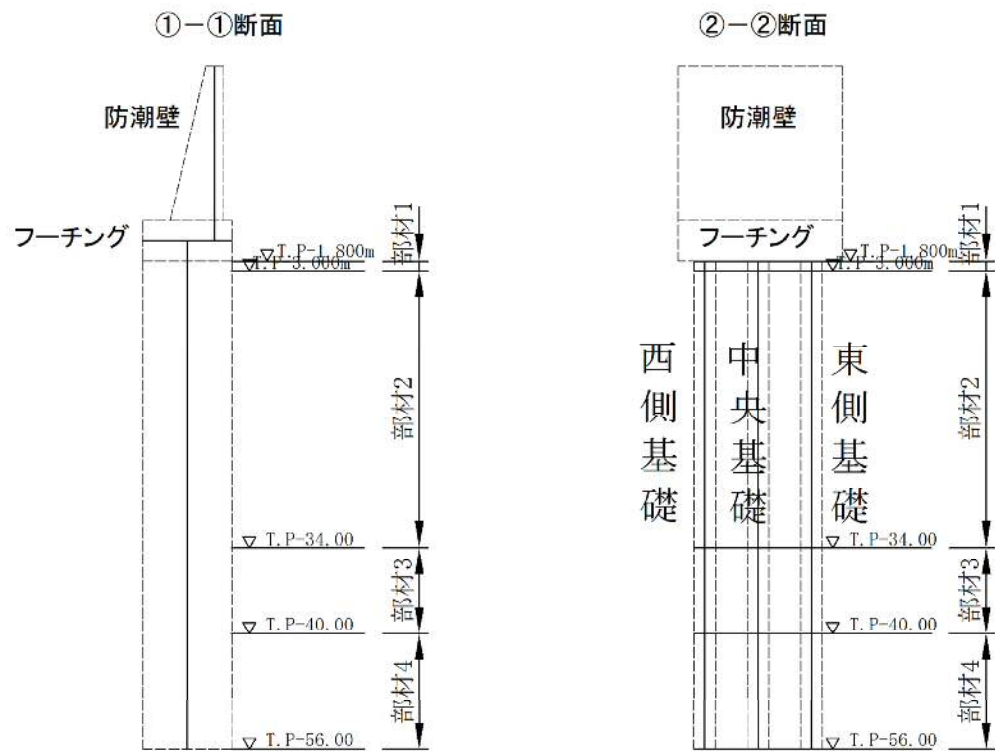 ①－①断面
防潮壁
フーチング
T.P-1.800m
T.P-3.000m
T.P-34.00
T.P-40.00
T.P-56.00
部材1
部材2
部材3
部材4
②－②断面
防潮壁
フーチング
T.P-1.800m
T.P-3.000m
西側基礎
中央基礎
東側基礎
T.P-34.00
T.P-40.00
T.P-56.00
部材1
部材2
部材3
部材4